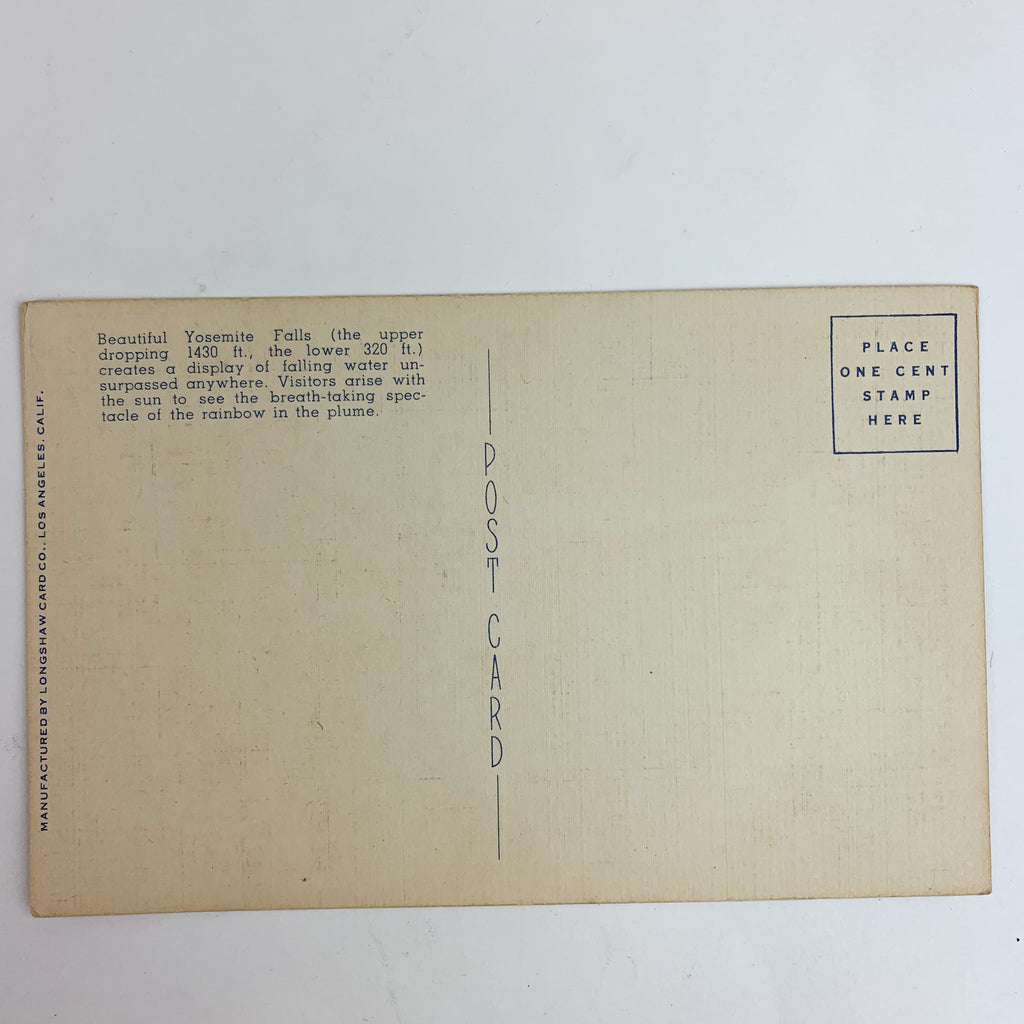 Beautiful Yosemite Falls (the upper
dropping 1430 ft., the lower 320 ft.)
creates a display of falling water un-
surpassed anywhere. Visitors arise with
the sun to see the breath-taking spec-
tacle of the rainbow in the plume.
MANUFACTURED BY LONGSHAW CARD CO., LOS ANGELES, CALIF.
POST CARD
PLACE
ONE CENT
STAMP
HERE